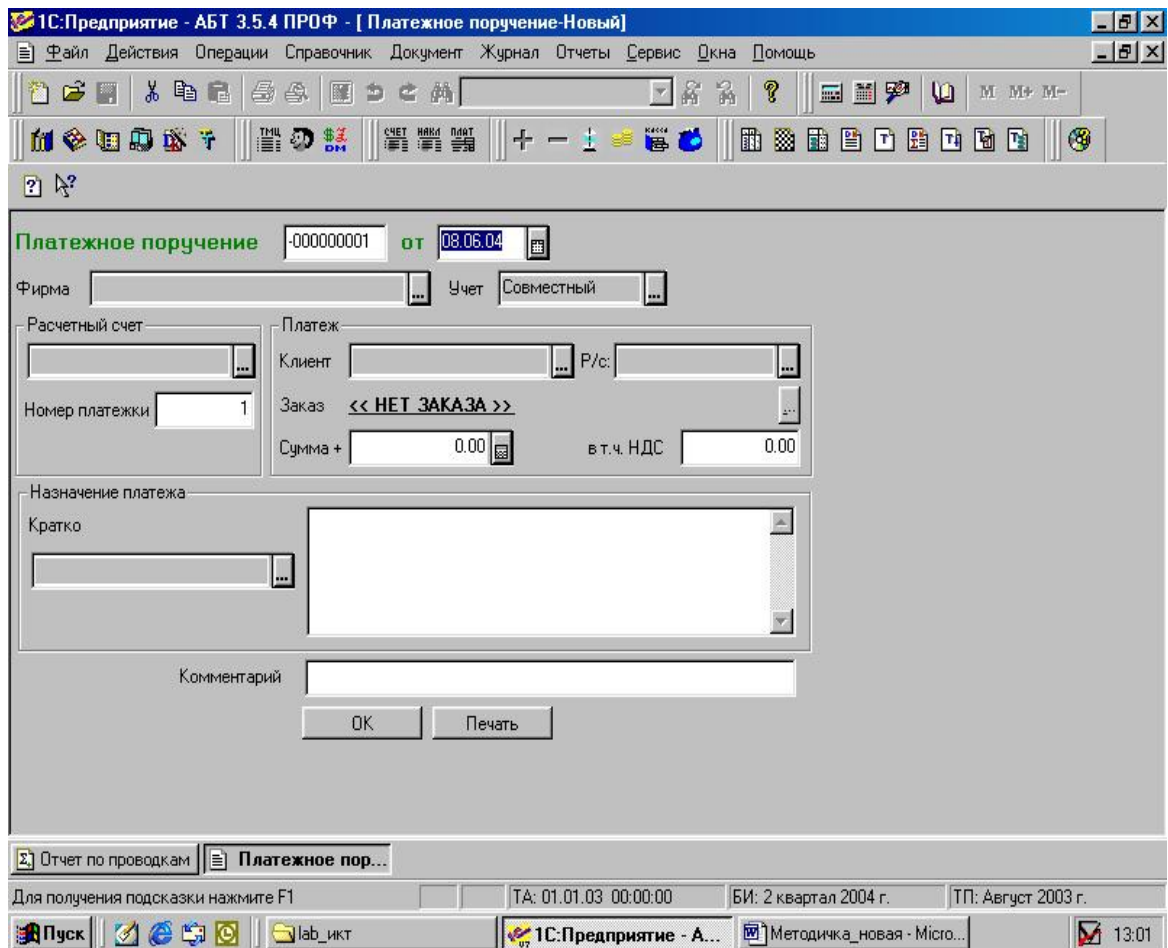 1С:Предприятие - АБТ 3.5.4 ПРОФ - [ Платежное поручение-Новый]
Файл Действия Операции Справочник Документ Журнал Отчеты Сервис Окна Помощь
M M+ M-
ТМЦ DM СЧЕТ НАКЛ ПЛАТ КАССА
Платежное поручение -000000001 от 08.06.04
Фирма ... Учет Совместный ...
Расчетный счет Платеж
... Клиент ... Р/с: ...
Номер платежки 1 Заказ << НЕТ ЗАКАЗА >> ...
Сумма + 0.00 в т.ч. НДС 0.00
Назначение платежа
Кратко
...
Комментарий
OK Печать
Отчет по проводкам Платежное пор...
Для получения подсказки нажмите F1 ТА: 01.01.03 00:00:00 БИ: 2 квартал 2004 г. ТП: Август 2003 г.
Пуск lab_икт 1С:Предприятие - А... Методичка_новая - Micro... 13:01